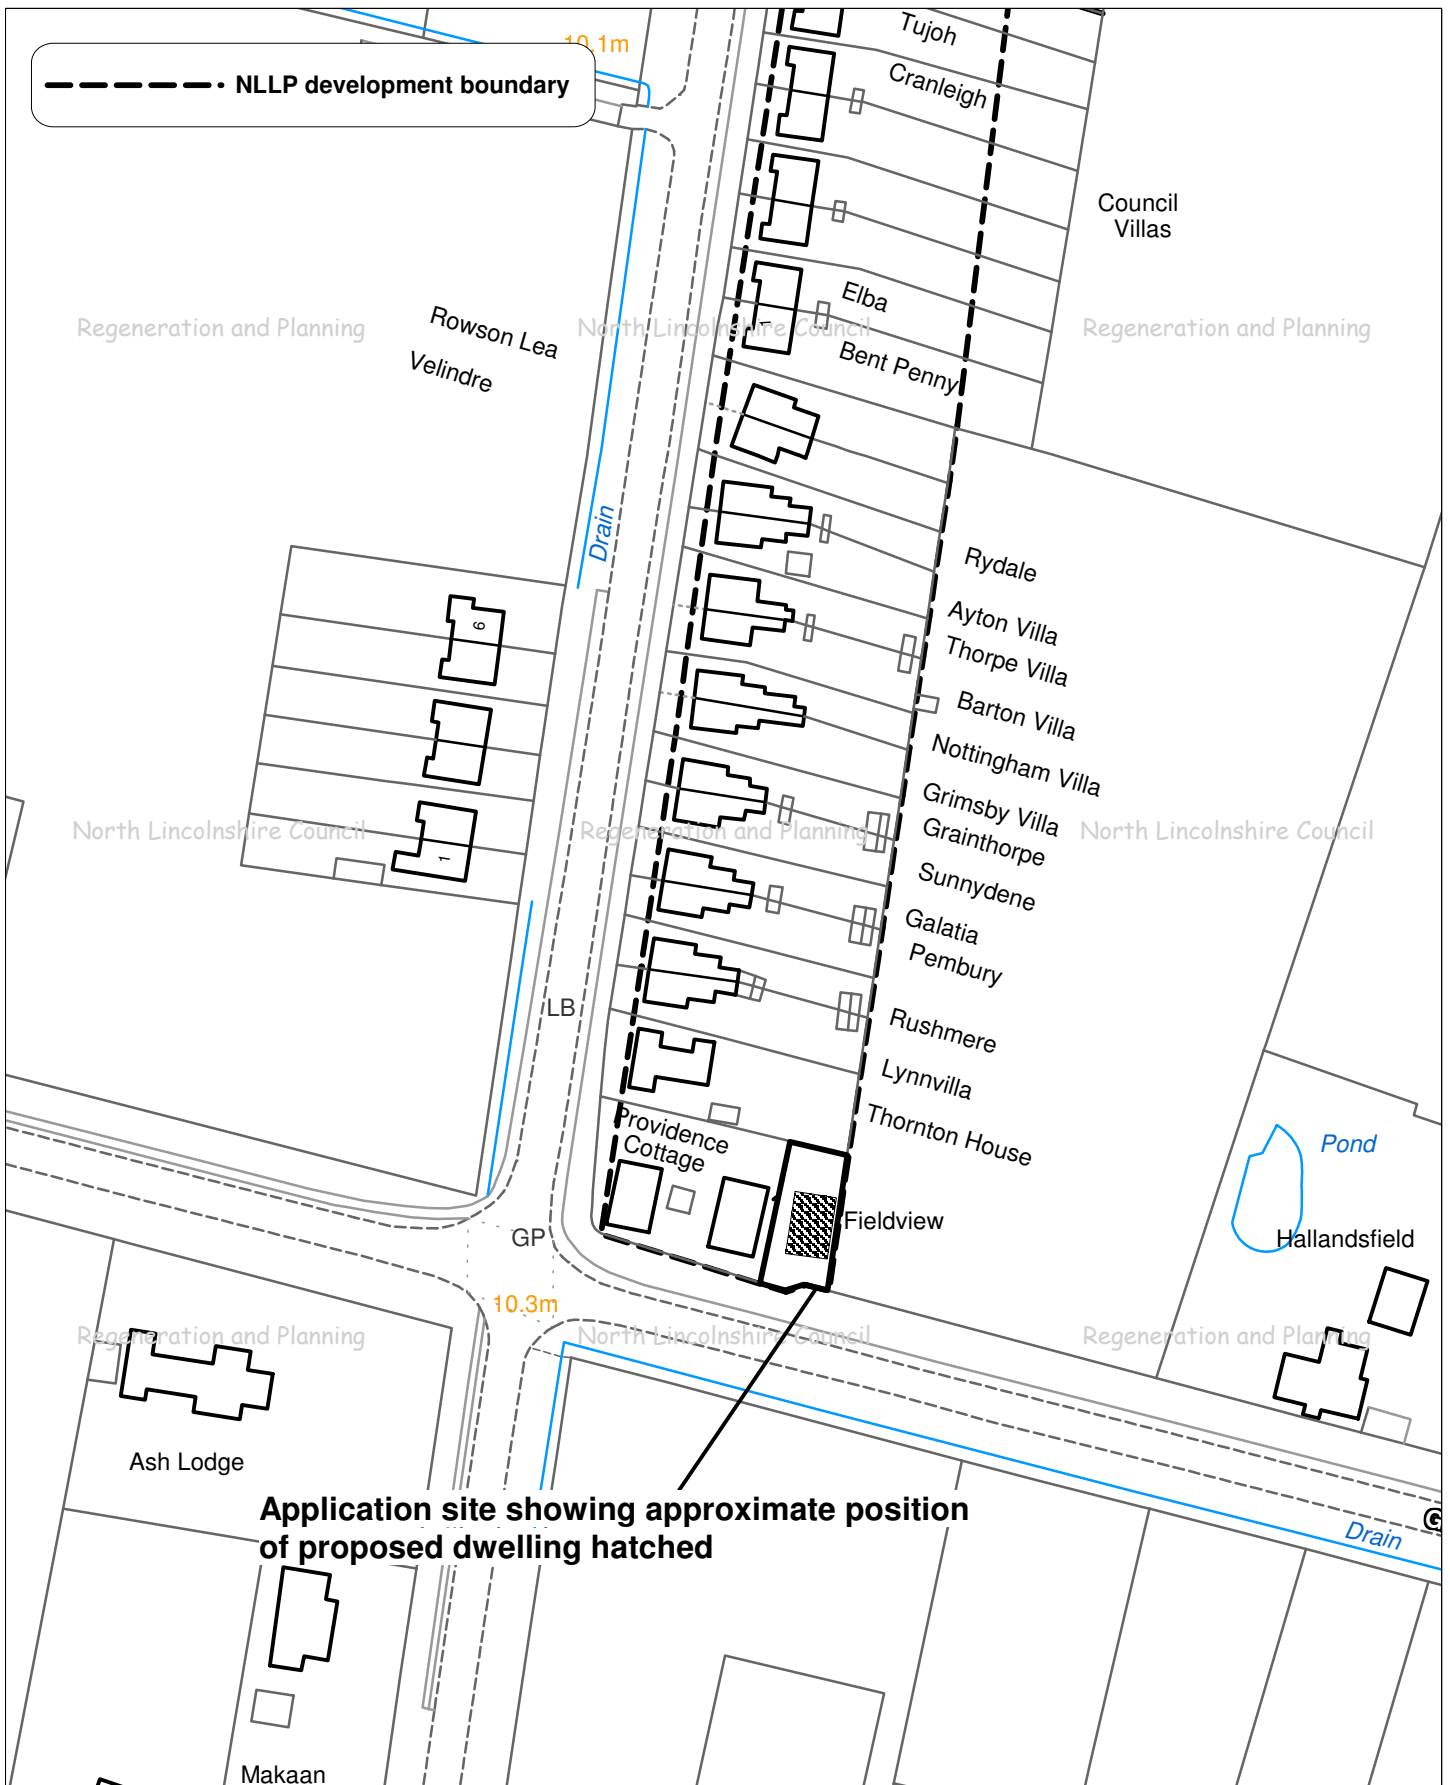 Tujoh
10.1m
NLLP development boundary
Cranleigh
Council
Villas
Elba
Rowson Lea
Regeneration and Planning
North Lincolnshire Council
Regeneration and Planning
Velindre
Bent Penny
Drain
Rydale
Ayton Villa
6
Thorpe Villa
Barton Villa
Nottingham Villa
Grimsby Villa
North Lincolnshire Council
Regeneration and Planning
North Lincolnshire Council
Grainthorpe
1
Sunnydene
Galatia
Pembury
LB
Rushmere
Lynnvilla
Thornton House
Providence
Cottage
Pond
Fieldview
GP
Hallandsfield
10.3m
Regeneration and Planning
North Lincolnshire Council
Regeneration and Planning
Ash Lodge
Application site showing approximate position
of proposed dwelling hatched
G
Drain
Makaan